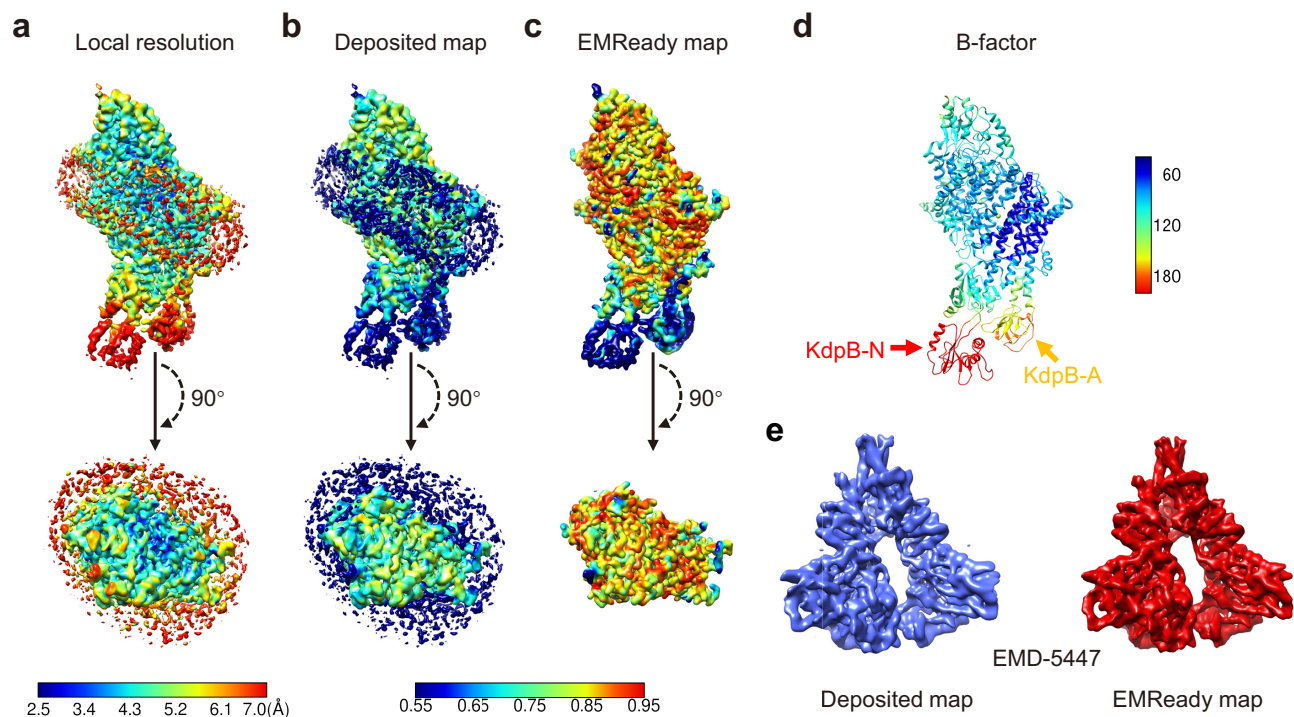 a
Local resolution
b
Deposited map
c
EMReady map
d
B-factor
60
120
180
KdpB-N
KdpB-A
90°
90°
90°
e
EMD-5447
Deposited map
EMReady map
2.5 3.4 4.3 5.2 6.1 7.0(Å)
0.55 0.65 0.75 0.85 0.95